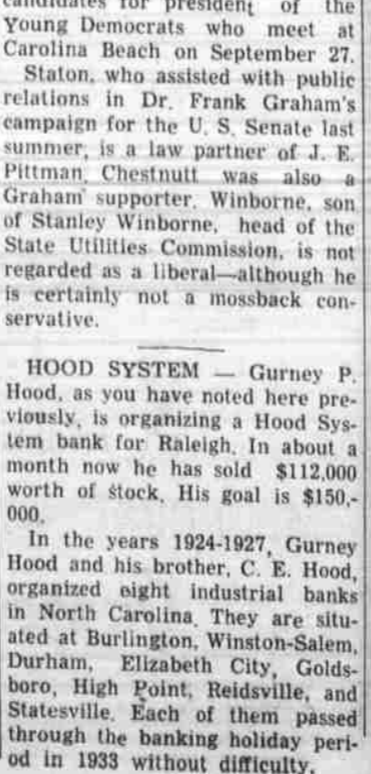 candidates for president of the
Young Democrats who meet at
Carolina Beach on September 27.
Staton, who assisted with public
relations in Dr. Frank Graham's
campaign for the U. S. Senate last
summer, is a law partner of J. E.
Pittman. Chestnutt was also a
Graham supporter. Winborne, son
of Stanley Winborne, head of the
State Utilities Commission, is not
regarded as a liberal—although he
is certainly not a mossback con-
servative.
HOOD SYSTEM — Gurney P.
Hood, as you have noted here pre-
viously, is organizing a Hood Sys-
tem bank for Raleigh. In about a
month now he has sold $112,000
worth of stock. His goal is $150,-
000.
In the years 1924-1927, Gurney
Hood and his brother, C. E. Hood,
organized eight industrial banks
in North Carolina. They are situ-
ated at Burlington, Winston-Salem,
Durham, Elizabeth City, Golds-
boro, High Point, Reidsville, and
Statesville. Each of them passed
through the banking holiday peri-
od in 1933 without difficulty.